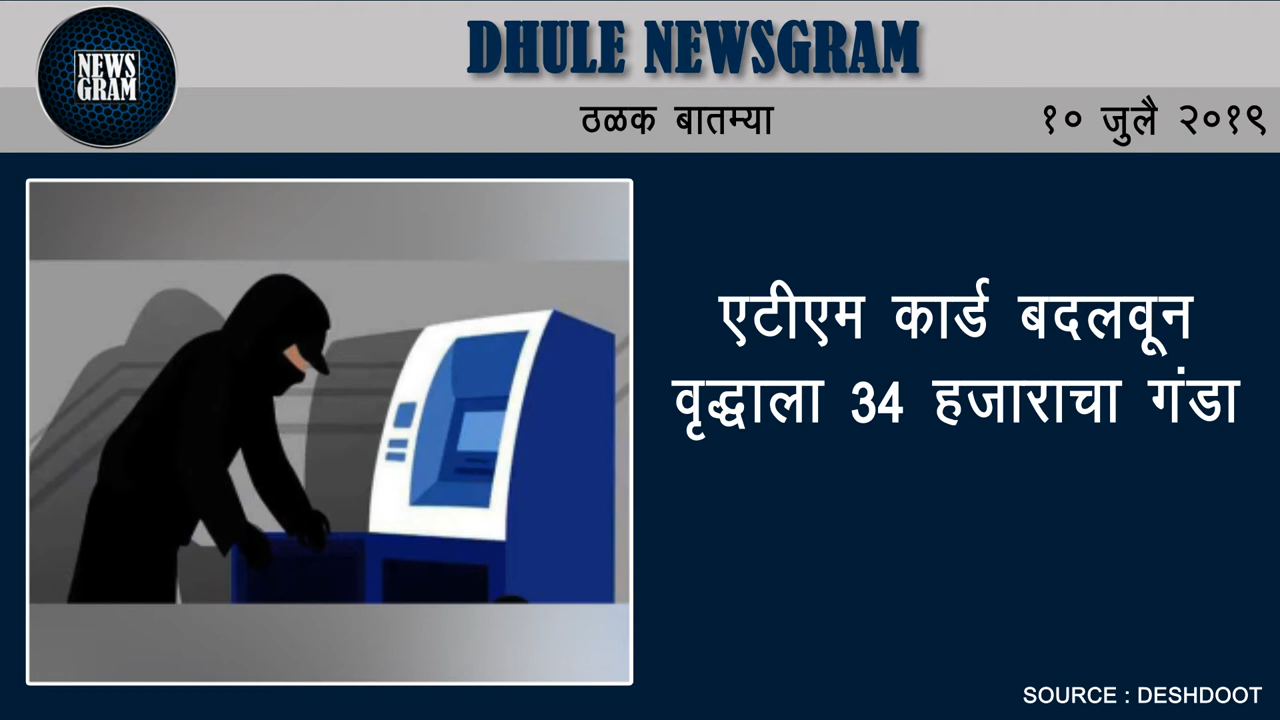 NEWS
GRAM
DHULE NEWSGRAM
ठळक बातम्या
१० जुलै २०१९
एटीएम कार्ड बदलवून
वृद्धाला 34 हजाराचा गंडा
SOURCE : DESHDOOT